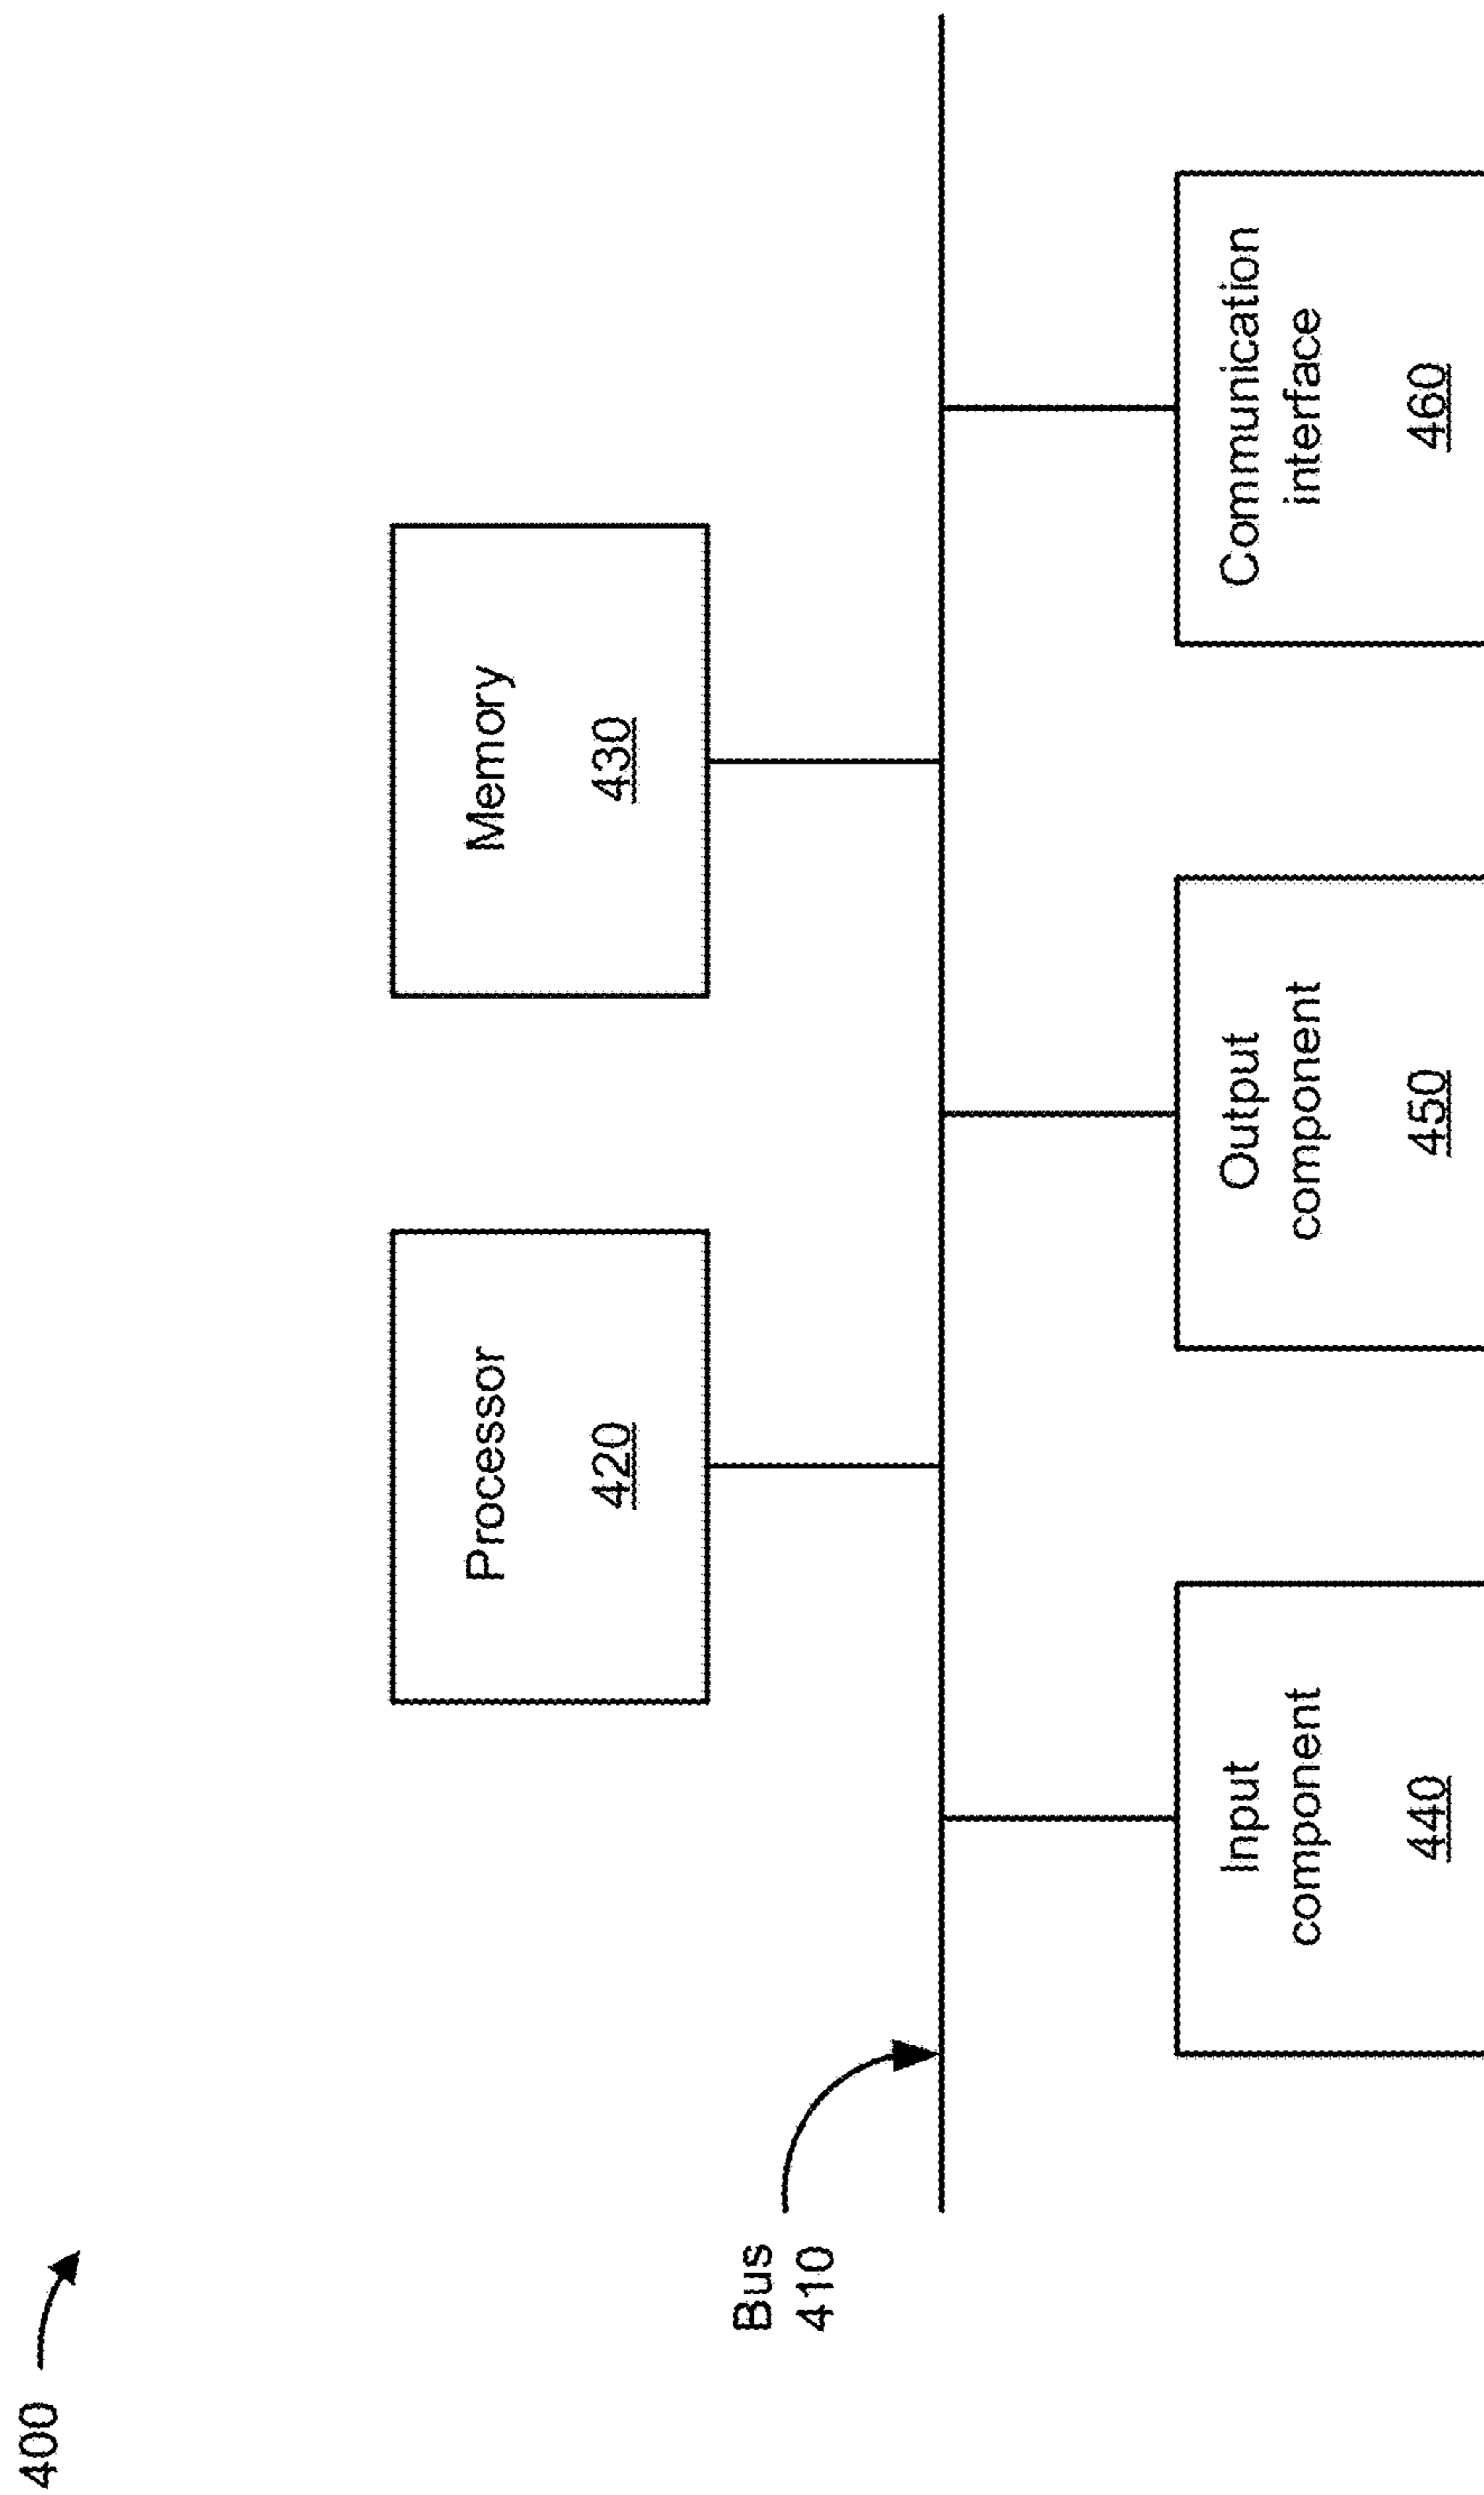 400
Processor
420
Memory
430
Bus
410
Input
component
440
Output
component
450
Communication
interface
460